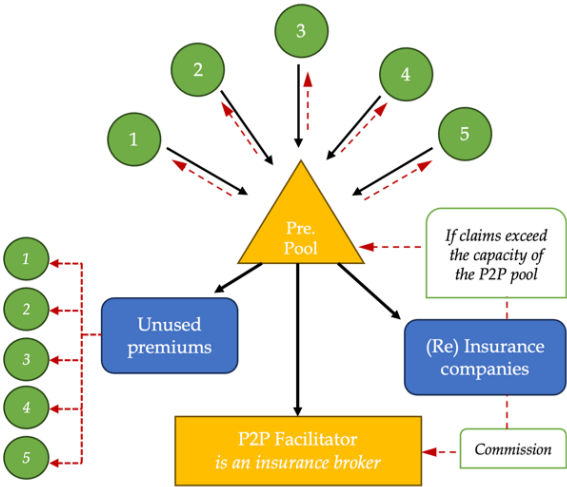 3
2
4
1
5
Pre.
Pool
If claims exceed
the capacity of
the P2P pool
1
2
3
4
5
Unused
premiums
(Re) Insurance
companies
P2P Facilitator
is an insurance broker
Commission